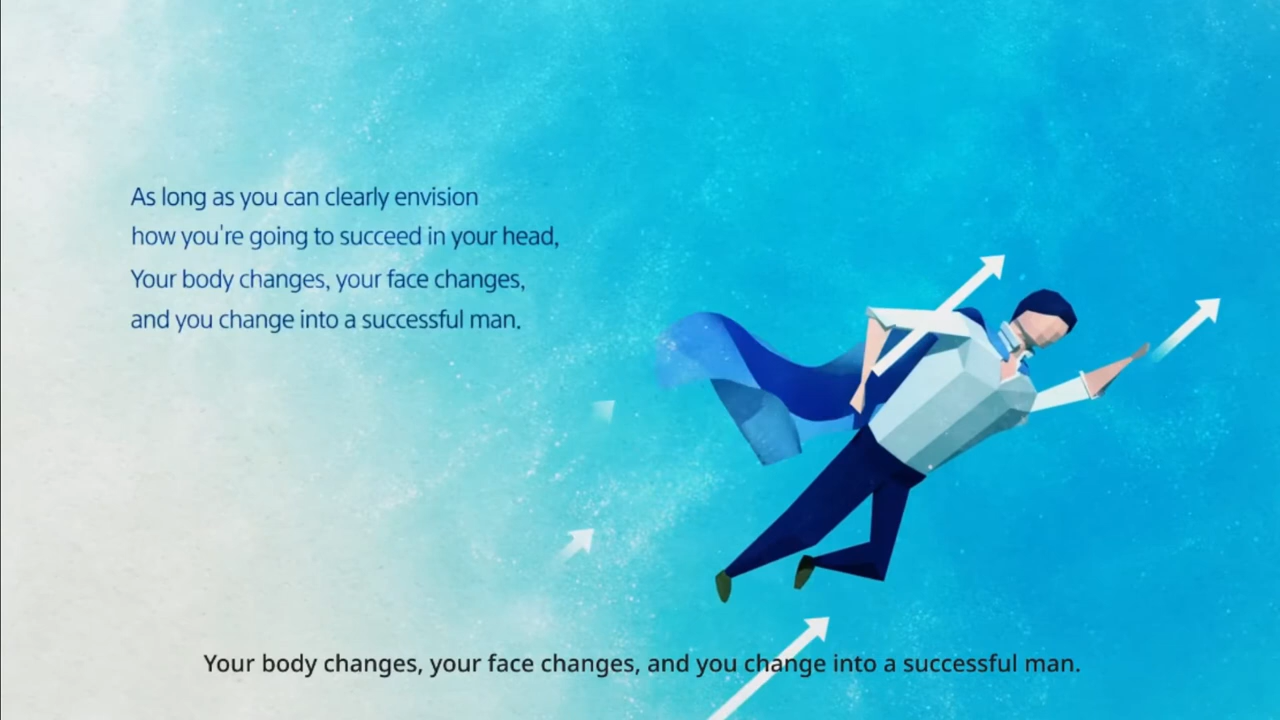 As long as you can clearly envision
how you're going to succeed in your head,
Your body changes, your face changes,
and you change into a successful man.
Your body changes, your face changes, and you change into a successful man.